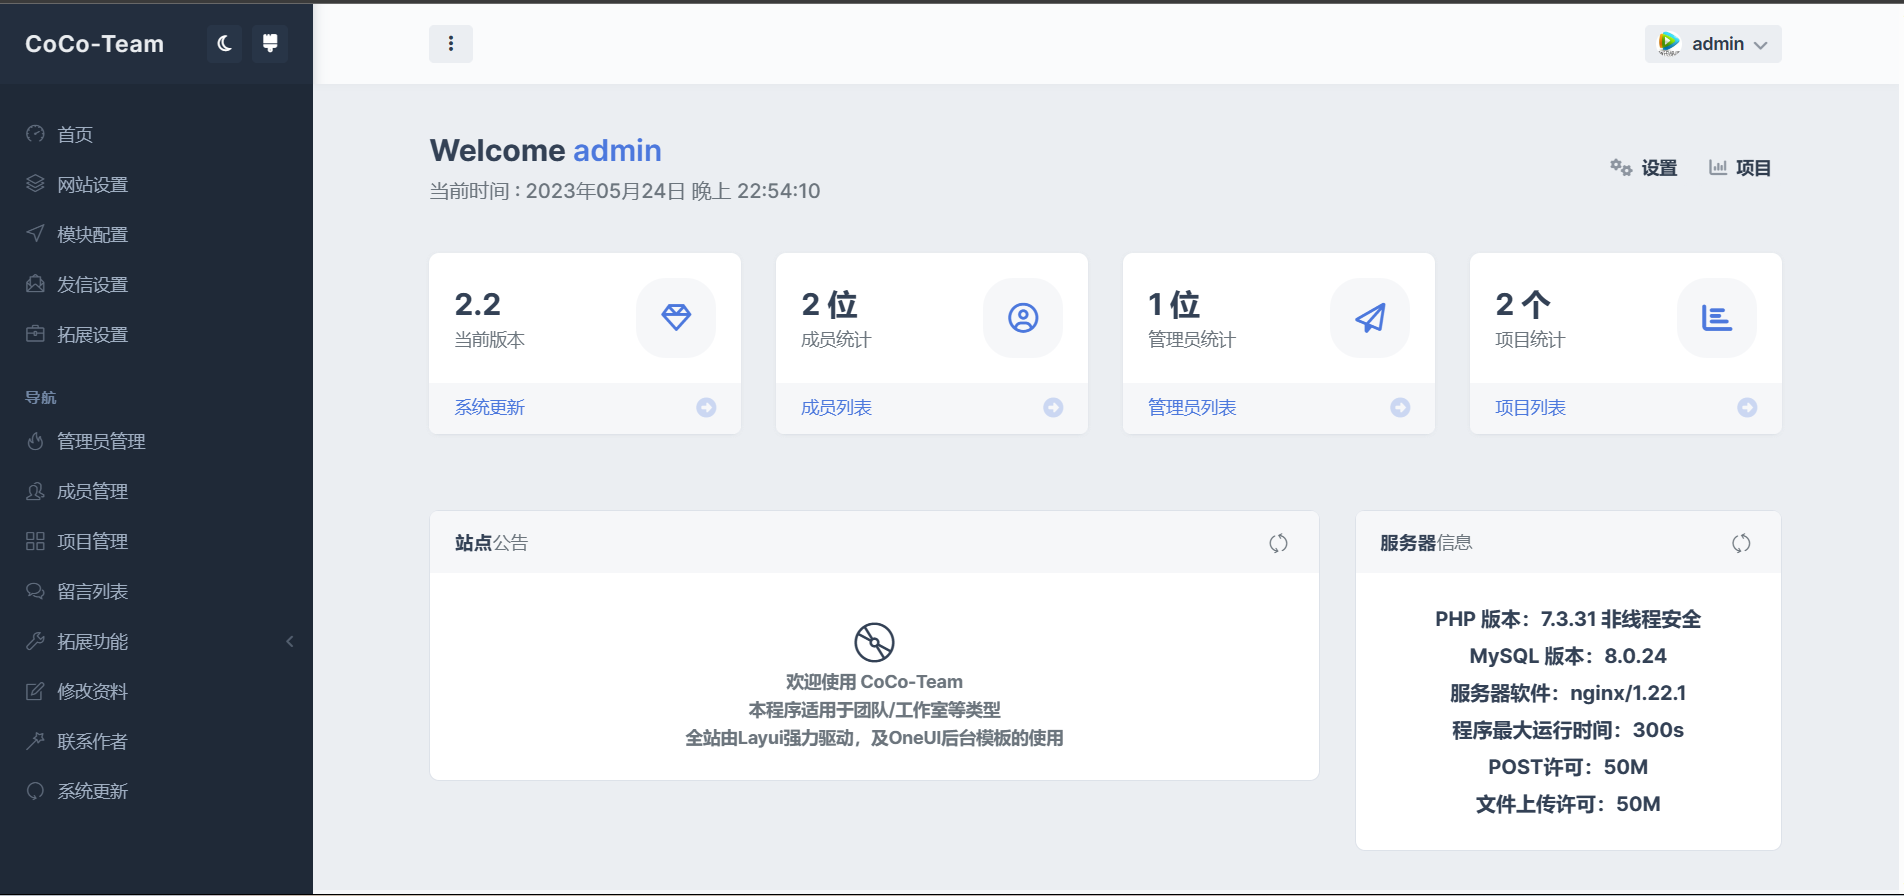 CoCo-Team
首页
网站设置
模块配置
发信设置
拓展设置
导航
管理员管理
成员管理
项目管理
留言列表
拓展功能
修改资料
联系作者
系统更新
admin
Welcome admin
当前时间 : 2023年05月24日 晚上 22:54:10
设置
项目
2.2
当前版本
系统更新
2 位
成员统计
成员列表
1 位
管理员统计
管理员列表
2 个
项目统计
项目列表
站点公告
欢迎使用 CoCo-Team
本程序适用于团队/工作室等类型
全站由Layui强力驱动，及OneUI后台模板的使用
服务器信息
PHP 版本：7.3.31 非线程安全
MySQL 版本：8.0.24
服务器软件：nginx/1.22.1
程序最大运行时间：300s
POST许可：50M
文件上传许可：50M